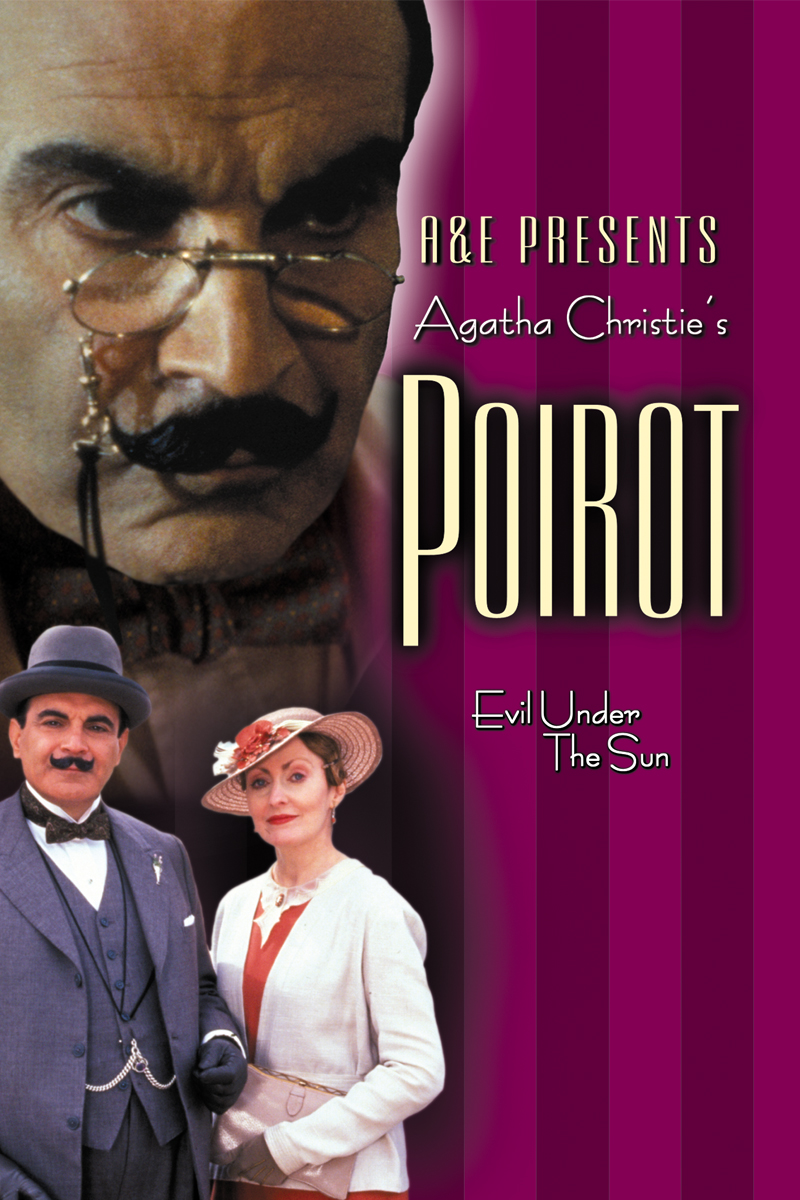 A&E PRESENTS
Agatha Christie's
POIROT
Evil Under
The Sun